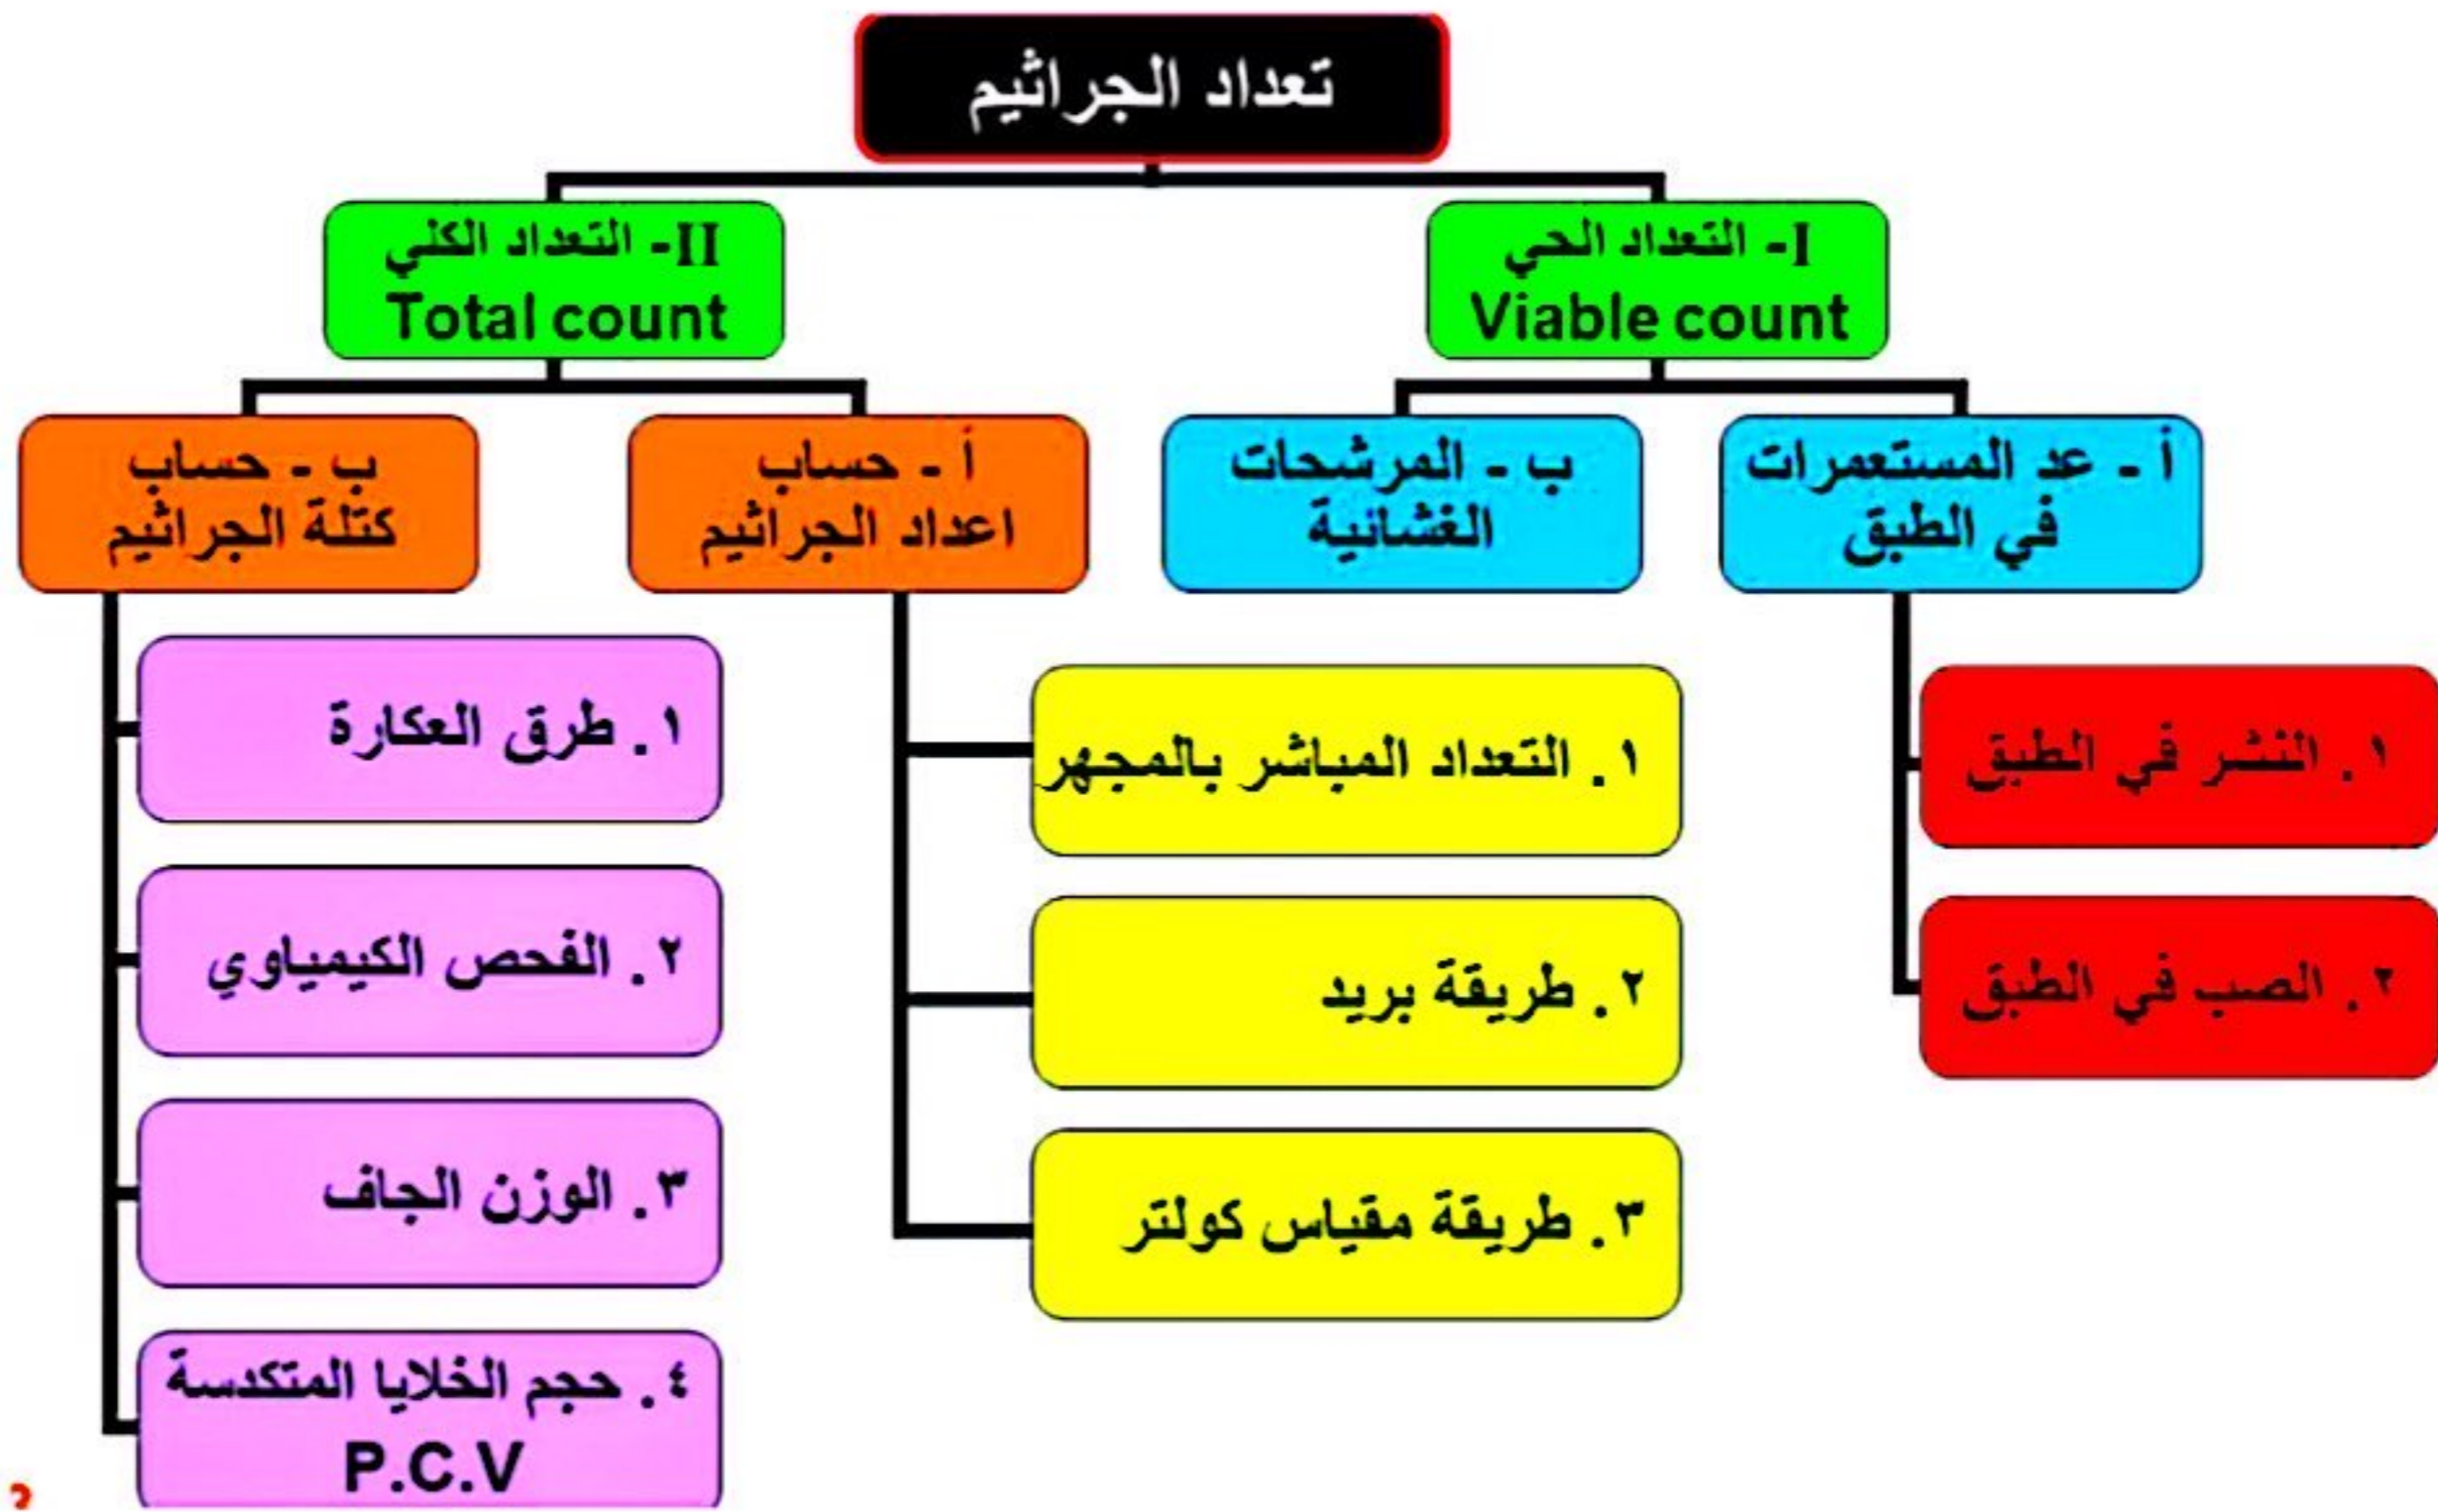 تعداد الجراثيم
I- التعداد الحي
Viable count
أ - عد المستعمرات
في الطبق
١. النشر في الطبق
٢. الصب في الطبق
ب - المرشحات
الغشائية
II- التعداد الكلي
Total count
أ - حساب
اعداد الجراثيم
١. التعداد المباشر بالمجهر
٢. طريقة بريد
٣. طريقة مقياس كولتر
ب - حساب
كتلة الجراثيم
١. طرق العكارة
٢. الفحص الكيمياوي
٣. الوزن الجاف
٤. حجم الخلايا المتكدسة
P.C.V